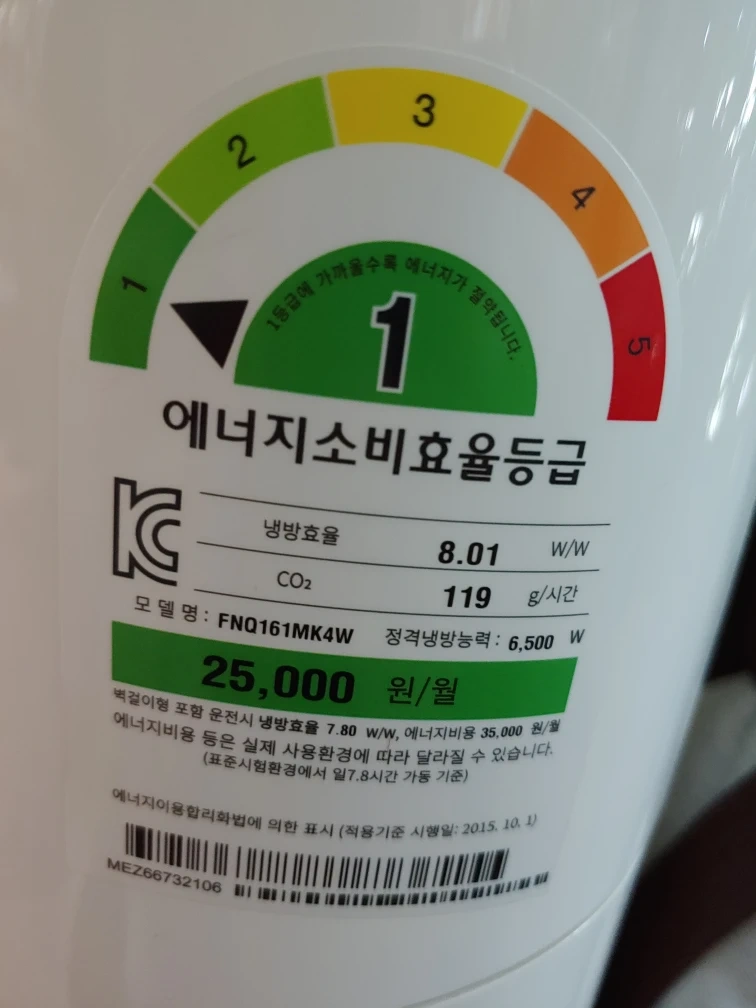 1 2 3 4 5
1등급에 가까울수록 에너지가 절약됩니다.
1
에너지소비효율등급
냉방효율 8.01 W/W
CO₂ 119 g/시간
모델명 : FNQ161MK4W 정격냉방능력 : 6,500 W
25,000 원/월
벽걸이형 포함 운전시 냉방효율 7.80 W/W, 에너지비용 35,000 원/월
에너지비용 등은 실제 사용환경에 따라 달라질 수 있습니다.
(표준시험환경에서 일7.8시간 가동 기준)
에너지이용합리화법에 의한 표시 (적용기준 시행일: 2015. 10. 1)
MEZ66732106